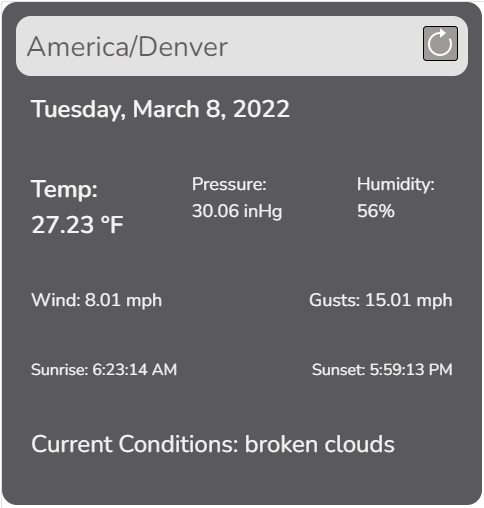 America/Denver
Tuesday, March 8, 2022
Temp:
27.23 °F
Pressure:
30.06 inHg
Humidity:
56%
Wind: 8.01 mph
Gusts: 15.01 mph
Sunrise: 6:23:14 AM
Sunset: 5:59:13 PM
Current Conditions: broken clouds